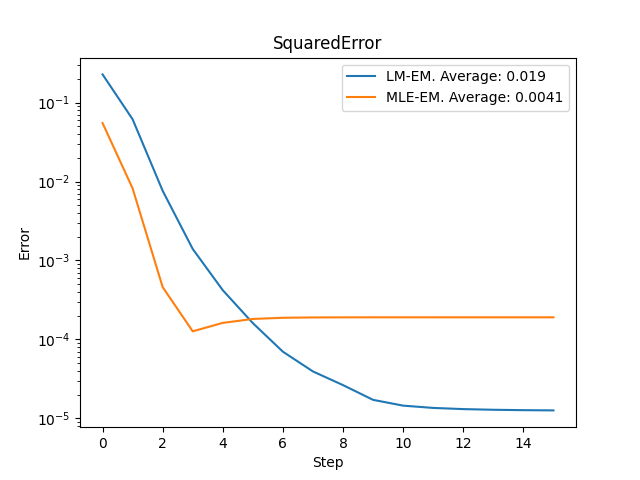 SquaredError
LM-EM. Average: 0.019
MLE-EM. Average: 0.0041
Error
10⁻¹
10⁻²
10⁻³
10⁻⁴
10⁻⁵
0 2 4 6 8 10 12 14
Step